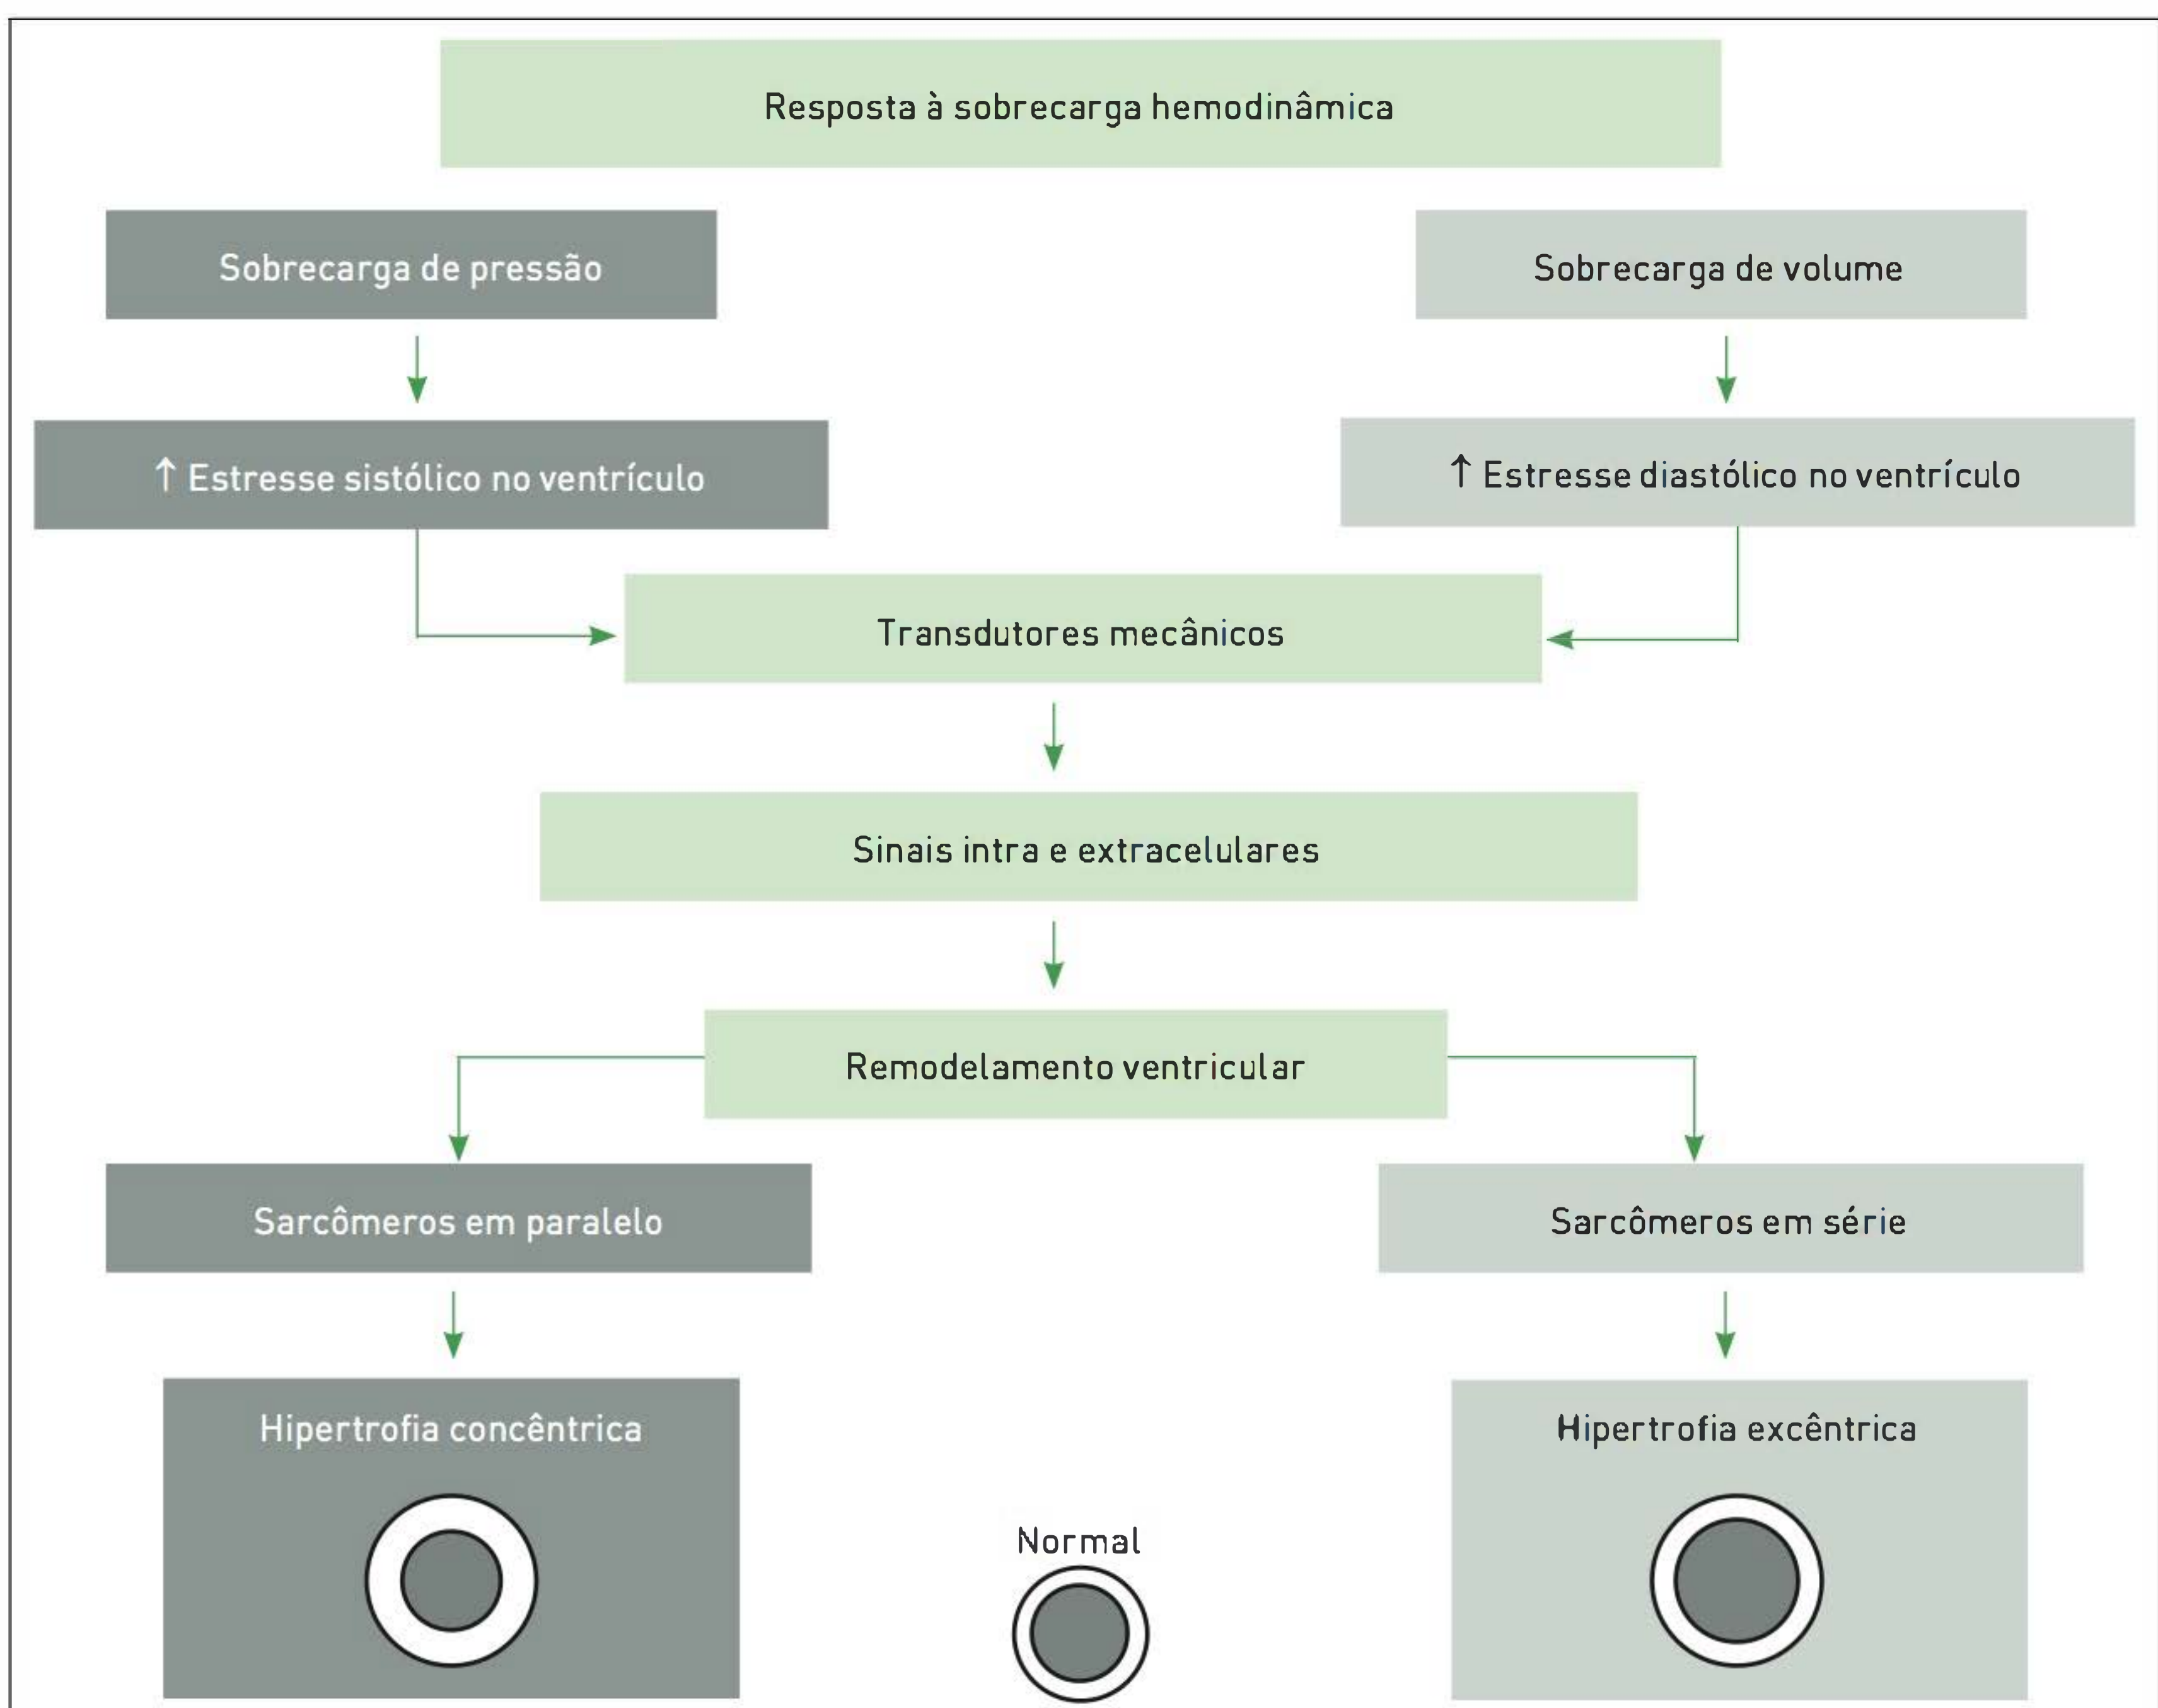 Resposta à sobrecarga hemodinâmica
Sobrecarga de pressão
Sobrecarga de volume
↑ Estresse sistólico no ventrículo
↑ Estresse diastólico no ventrículo
Transdutores mecânicos
Sinais intra e extracelulares
Remodelamento ventricular
Sarcômeros em paralelo
Sarcômeros em série
Hipertrofia concêntrica
Hipertrofia excêntrica
Normal